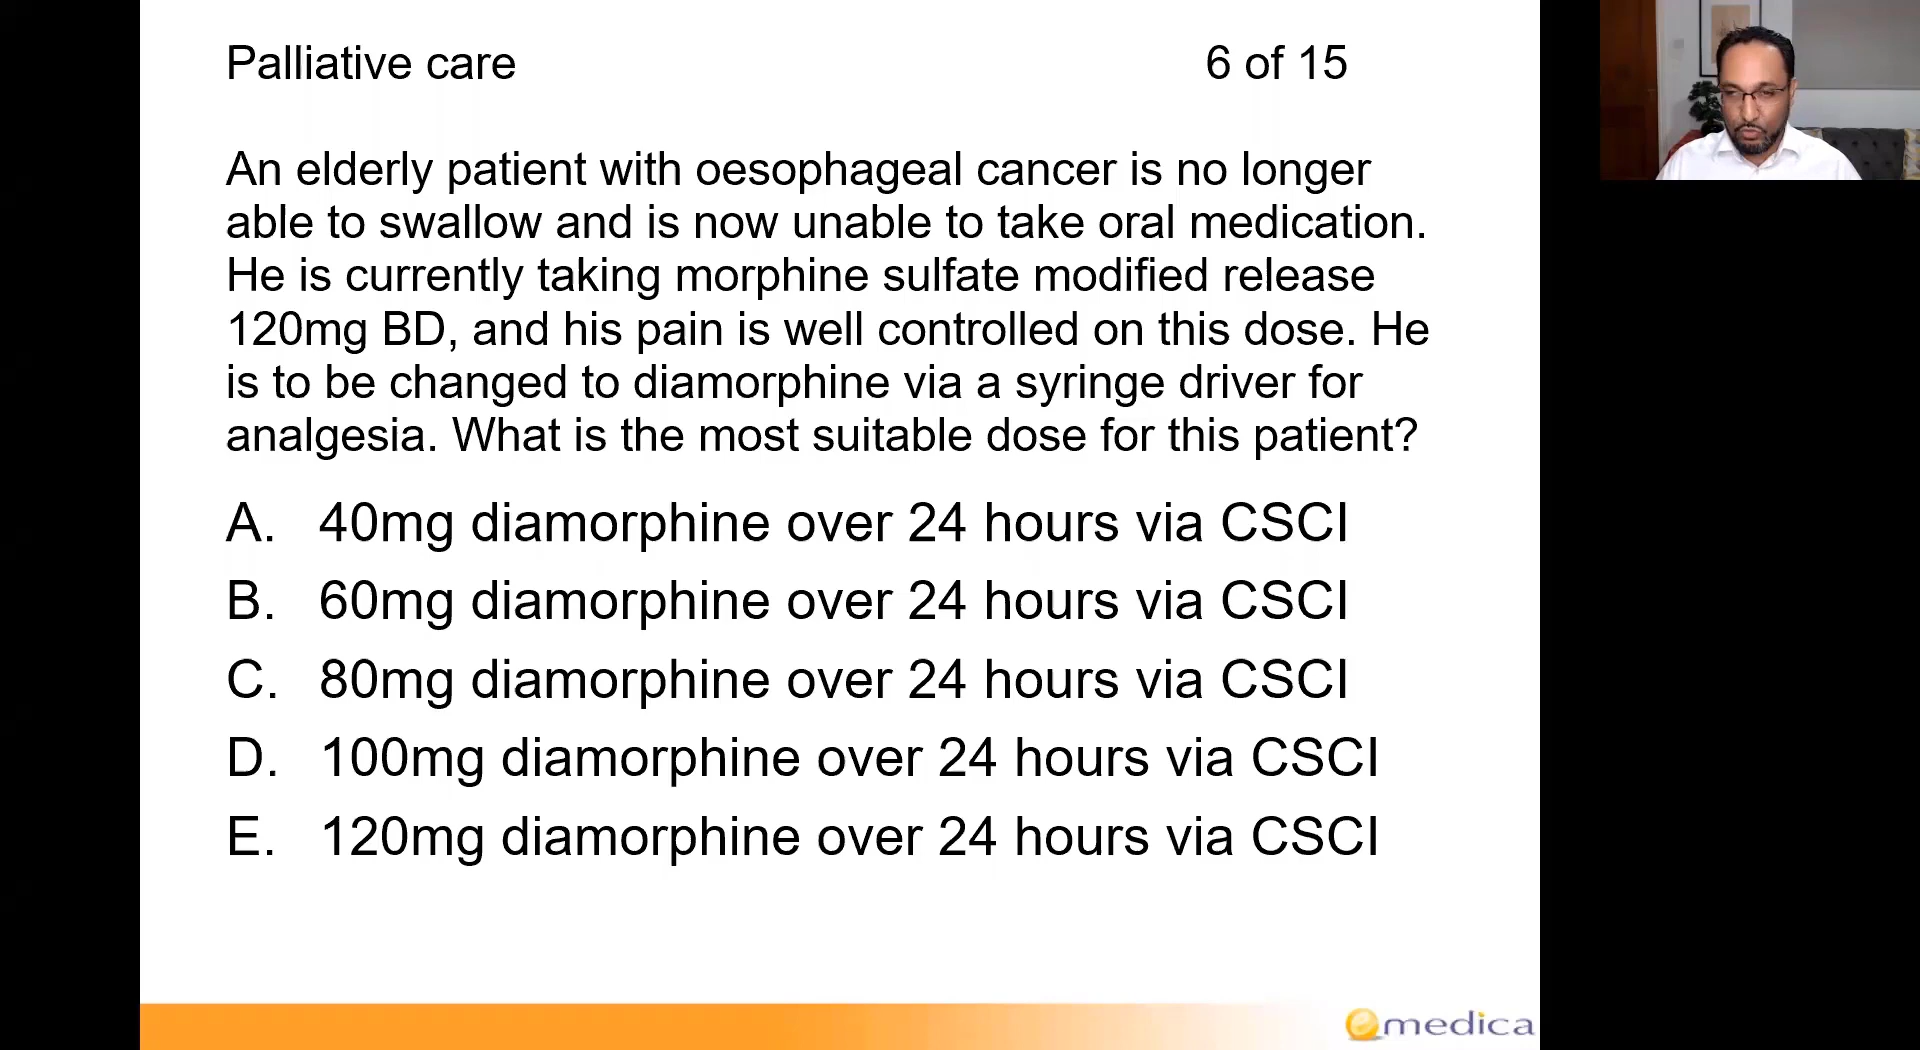 Palliative care 6 of 15
An elderly patient with oesophageal cancer is no longer
able to swallow and is now unable to take oral medication.
He is currently taking morphine sulfate modified release
120mg BD, and his pain is well controlled on this dose. He
is to be changed to diamorphine via a syringe driver for
analgesia. What is the most suitable dose for this patient?
A. 40mg diamorphine over 24 hours via CSCI
B. 60mg diamorphine over 24 hours via CSCI
C. 80mg diamorphine over 24 hours via CSCI
D. 100mg diamorphine over 24 hours via CSCI
E. 120mg diamorphine over 24 hours via CSCI
emedica